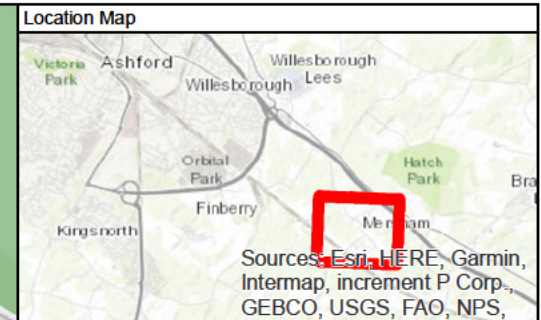 Location Map
Victoria Park
Ashford
Willesborough Lees
Willesborough
Orbital Park
Hatch Park
Bra
Finberry
Mersham
Kingsnorth
Sources: Esri, HERE, Garmin,
Intermap, increment P Corp.,
GEBCO, USGS, FAO, NPS,